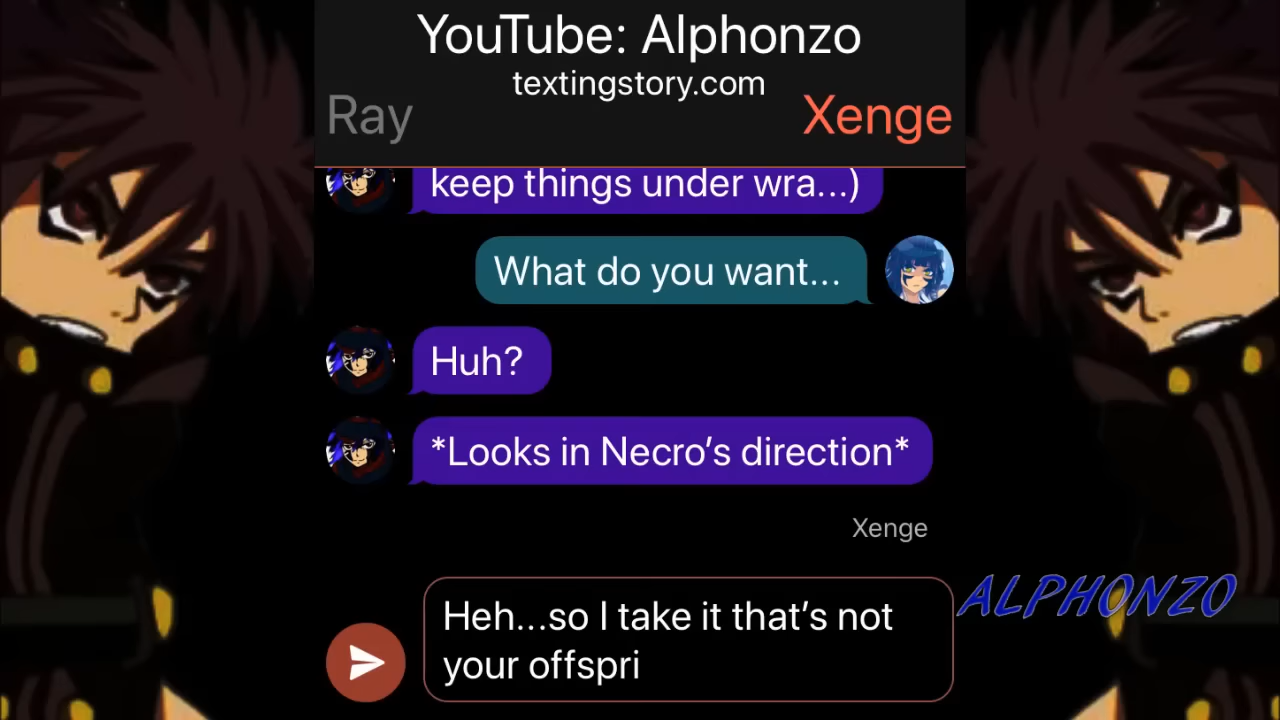 YouTube: Alphonzo
textingstory.com
Ray
Xenge
keep things under wra...)
What do you want...
Huh?
*Looks in Necro’s direction*
Xenge
Heh...so I take it that’s not
your offspri
ALPHONZO